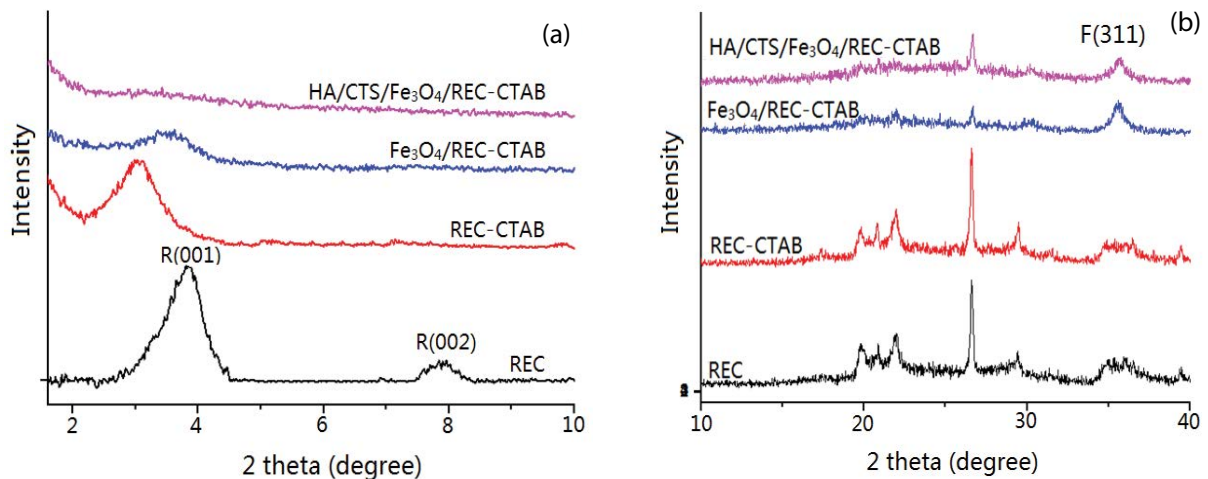 (a)
HA/CTS/Fe₃O₄/REC-CTAB
Fe₃O₄/REC-CTAB
REC-CTAB
R(001)
R(002)
REC
Intensity
2 4 6 8 10
2 theta (degree)
(b)
F(311)
HA/CTS/Fe₃O₄/REC-CTAB
Fe₃O₄/REC-CTAB
REC-CTAB
REC
Intensity
10 20 30 40
2 theta (degree)